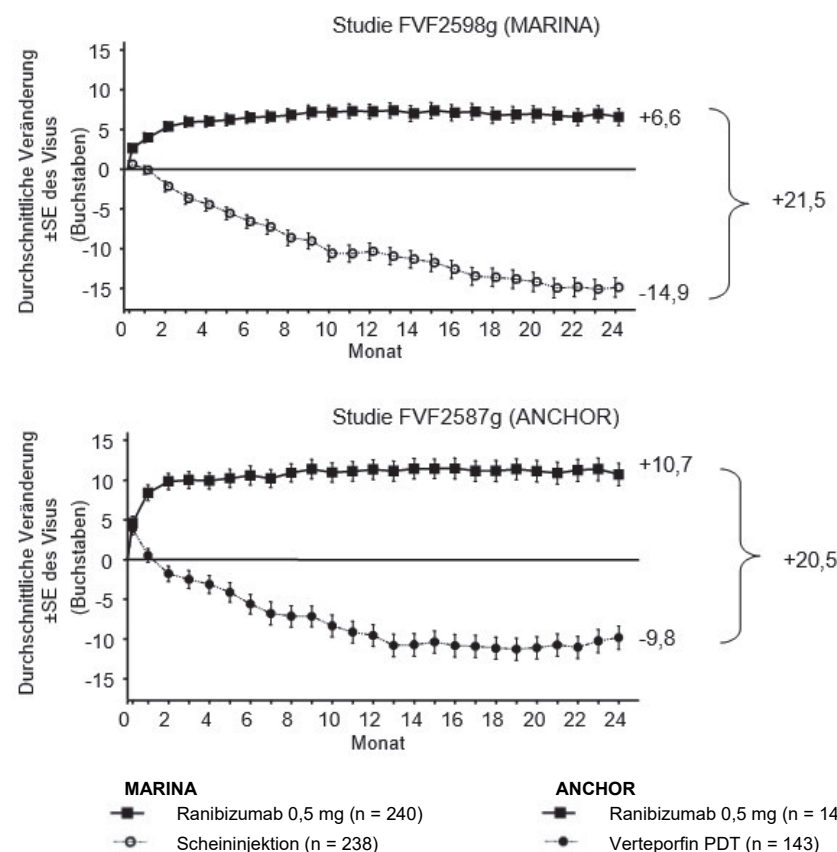 Studie FVF2598g (MARINA)
Durchschnittliche Veränderung
±SE des Visus
(Buchstaben)
15
10
5
0
-5
-10
-15
+6,6
-14,9
+21,5
0 2 4 6 8 10 12 14 16 18 20 22 24
Monat
Studie FVF2587g (ANCHOR)
Durchschnittliche Veränderung
±SE des Visus
(Buchstaben)
15
10
5
0
-5
-10
-15
+10,7
-9,8
+20,5
0 2 4 6 8 10 12 14 16 18 20 22 24
Monat
MARINA
Ranibizumab 0,5 mg (n = 240)
Scheininjektion (n = 238)
ANCHOR
Ranibizumab 0,5 mg (n = 14
Verteporfin PDT (n = 143)